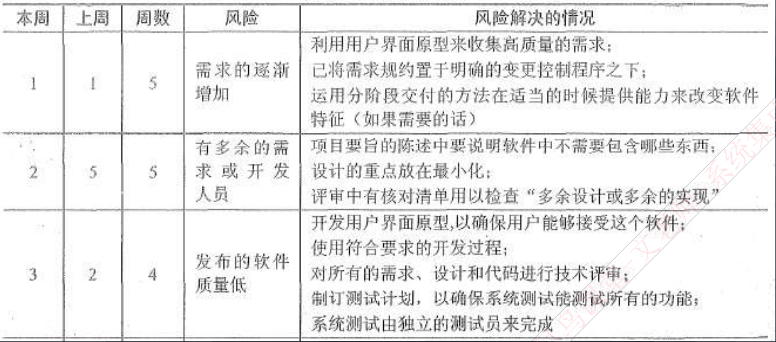 本周 上周 周数 风险 风险解决的情况
利用用户界面原型来收集高质量的需求；
1 1 5 需求的逐渐增加 已将需求规约置于明确的变更控制程序之下；
运用分阶段交付的方法在适当的时候提供能力来改变软件
特征（如果需要的话）
2 5 5 有多余的需求或开发人员 项目要旨的陈述中要说明软件中不需要包含哪些东西；
设计的重点放在最小化；
评审中有核对清单用以检查“多余设计或多余的实现”
3 2 4 发布的软件质量低 开发用户界面原型,以确保用户能够接受这个软件；
使用符合要求的开发过程；
对所有的需求、设计和代码进行技术评审；
制订测试计划，以确保系统测试能测试所有的功能；
系统测试由独立的测试员来完成